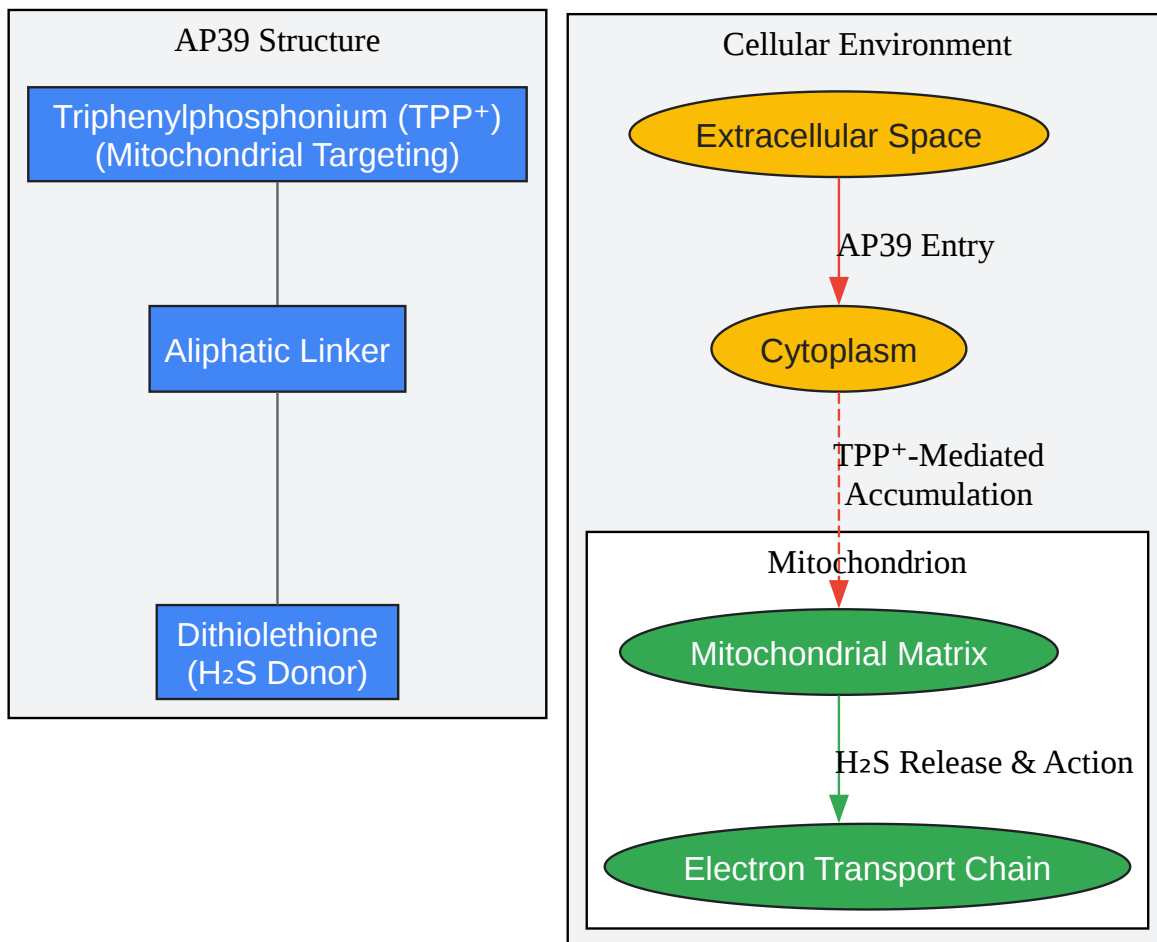 AP39 Structure
Triphenylphosphonium (TPP⁺)
(Mitochondrial Targeting)
Aliphatic Linker
Dithiolethione
(H₂S Donor)
Cellular Environment
Extracellular Space
AP39 Entry
Cytoplasm
TPP⁺-Mediated
Accumulation
Mitochondrion
Mitochondrial Matrix
H₂S Release & Action
Electron Transport Chain